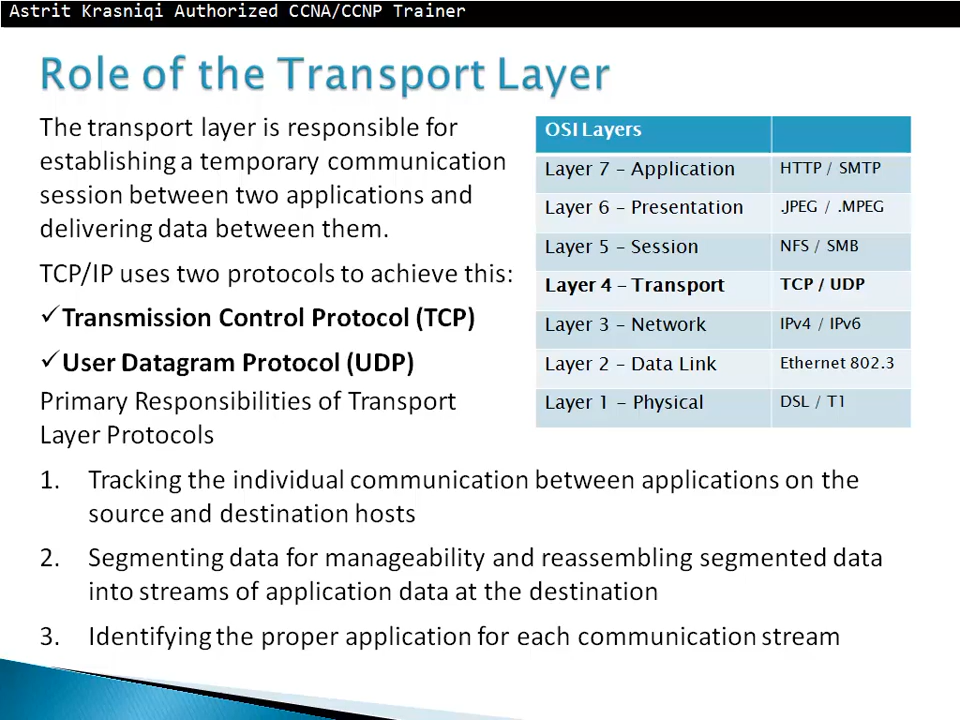 Astrit Krasniqi Authorized CCNA/CCNP Trainer
Role of the Transport Layer
The transport layer is responsible for
establishing a temporary communication
session between two applications and
delivering data between them.
TCP/IP uses two protocols to achieve this:
✓Transmission Control Protocol (TCP)
✓User Datagram Protocol (UDP)
Primary Responsibilities of Transport
Layer Protocols
OSI Layers
Layer 7 – Application HTTP / SMTP
Layer 6 – Presentation .JPEG / .MPEG
Layer 5 – Session NFS / SMB
Layer 4 – Transport TCP / UDP
Layer 3 – Network IPv4 / IPv6
Layer 2 – Data Link Ethernet 802.3
Layer 1 – Physical DSL / T1
1. Tracking the individual communication between applications on the
source and destination hosts
2. Segmenting data for manageability and reassembling segmented data
into streams of application data at the destination
3. Identifying the proper application for each communication stream